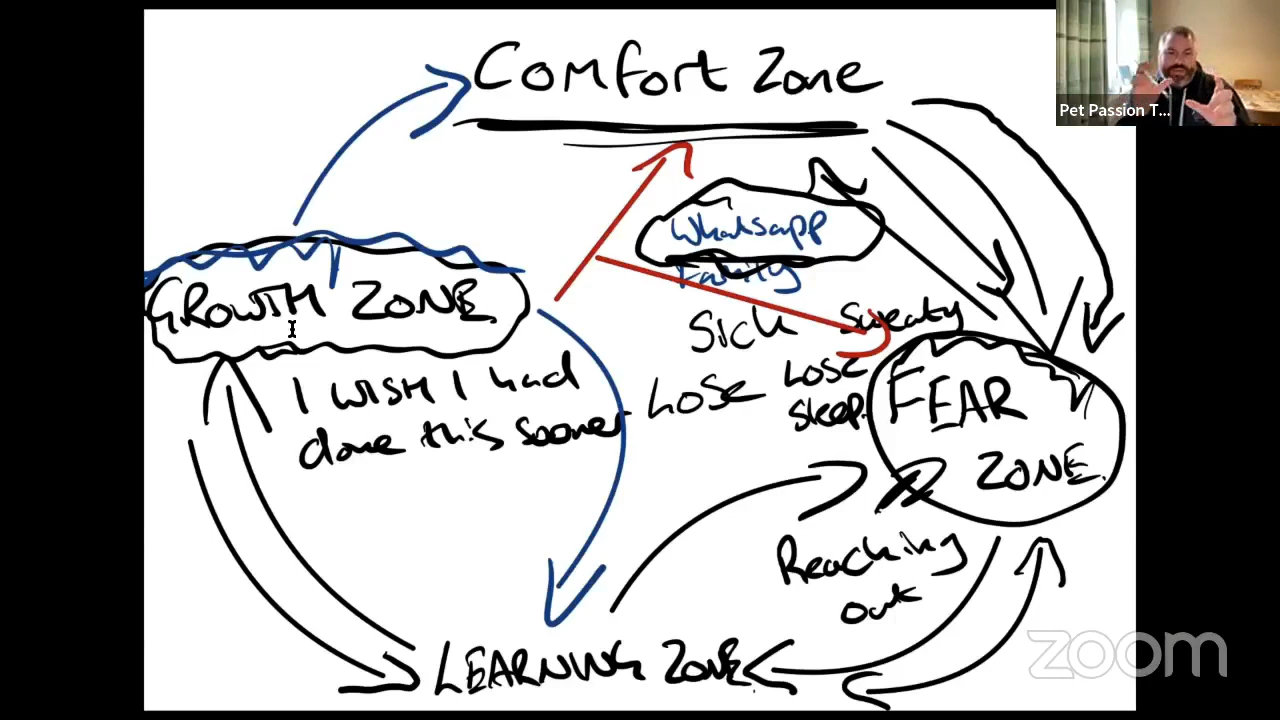 Comfort Zone
Pet Passion T...
Whatsapp
Family
GROWTH ZONE
Sick
Sweaty
I WISH I had
done this sooner
Lose
Lose
sleep.
FEAR
ZONE.
Reaching
out
LEARNING ZONE
zoom